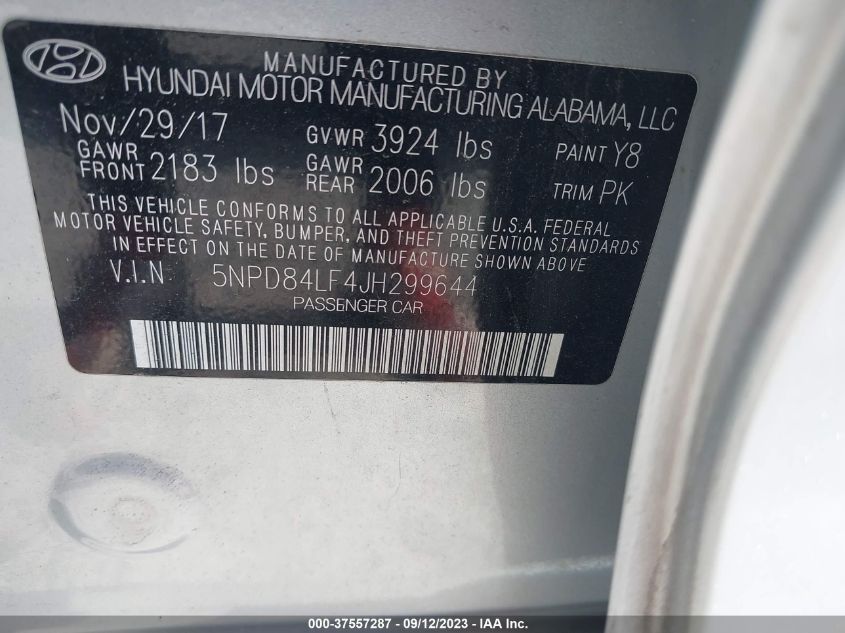 MANUFACTURED BY
HYUNDAI MOTOR MANUFACTURING ALABAMA, LLC
Nov/29/17 GVWR 3924 lbs PAINT Y8
GAWR FRONT 2183 lbs GAWR REAR 2006 lbs TRIM PK
THIS VEHICLE CONFORMS TO ALL APPLICABLE U.S.A. FEDERAL
MOTOR VEHICLE SAFETY, BUMPER, AND THEFT PREVENTION STANDARDS
IN EFFECT ON THE DATE OF MANUFACTURE SHOWN ABOVE
V.I.N 5NPD84LF4JH299644
PASSENGER CAR
000-37557287 - 09/12/2023 - IAA Inc.